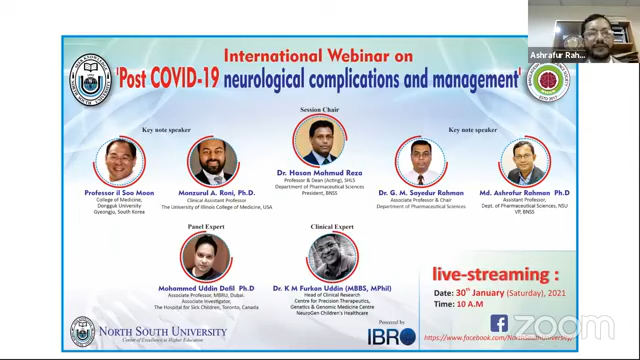 Ashrafur Rah
International Webinar on
'Post COVID-19 neurological complications and management'
Session Chair
Key note speaker
Key note speaker
Dr. Hasan Mahmud Reza
Professor & Dean (Acting), SHLS
Department of Pharmaceutical Sciences
President, BNSS
Professor il Soo Moon
College of Medicine,
Dongguk University
Gyeongju, South Korea
Monzurul A. Roni, Ph.D.
Clinical Assistant Professor
The University of Illinois College of Medicine, USA
Dr. G. M. Sayedur Rahman
Associate Professor & Chair
Department of Pharmaceutical Sciences
Md. Ashrafur Rahman Ph.D
Assistant Professor,
Dept. of Pharmaceutical Sciences, NSU
VP, BNSS
Panel Expert
Clinical Expert
Mohammed Uddin Dafil Ph.D
Associate Professor, MBRU, Dubai.
Associate Investigator,
The Hospital for Sick Children, Toronto, Canada
Dr. K M Furkan Uddin (MBBS, MPhil)
Head of Clinical Research
Centre for Precision Therapeutics,
Genetics & Genomic Medicine Centre
NeuroGen Children's Healthcare
live-streaming :
Date: 30th January (Saturday), 2021
Time: 10 A.M
NORTH SOUTH UNIVERSITY
Center of Excellence in Higher Education
Powered by
IBRO
zoom
https://www.facebook.com/NorthSouthUniversity/